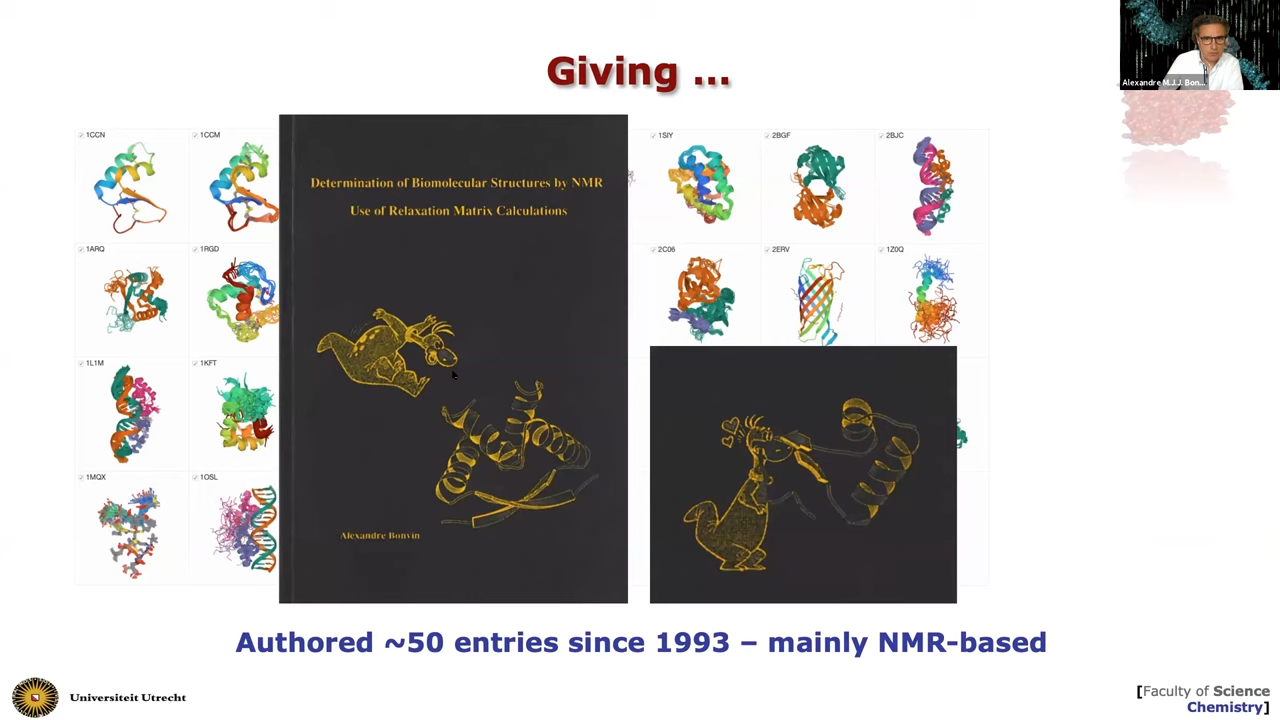 Giving ...
Alexandre M.J.J. Bon...
1CCN
1CCM
1SIY
2BGF
2BJC
Determination of Biomolecular Structures by NMR
Use of Relaxation Matrix Calculations
1ARQ
1RGD
2C06
2ERV
1Z0Q
1L1M
1KFT
1MQX
1OSL
Alexandre Bonvin
Authored ~50 entries since 1993 – mainly NMR-based
Universiteit Utrecht
[Faculty of Science
Chemistry]